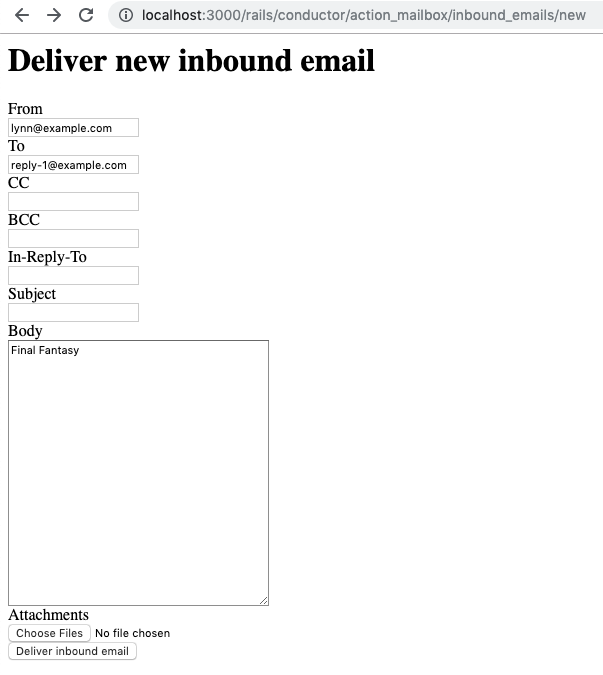 localhost:3000/rails/conductor/action_mailbox/inbound_emails/new
Deliver new inbound email
From
lynn@example.com
To
reply-1@example.com
CC
BCC
In-Reply-To
Subject
Body
Final Fantasy
Attachments
Choose Files No file chosen
Deliver inbound email